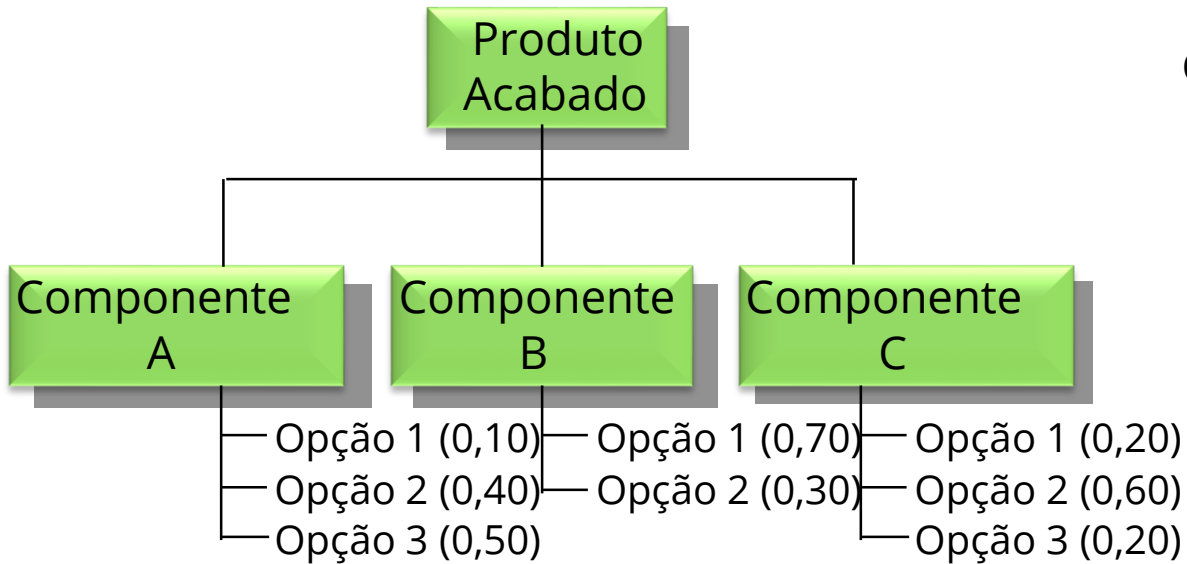 Produto
Acabado
Componente
A
Componente
B
Componente
C
Opção 1 (0,10)
Opção 2 (0,40)
Opção 3 (0,50)
Opção 1 (0,70)
Opção 2 (0,30)
Opção 1 (0,20)
Opção 2 (0,60)
Opção 3 (0,20)